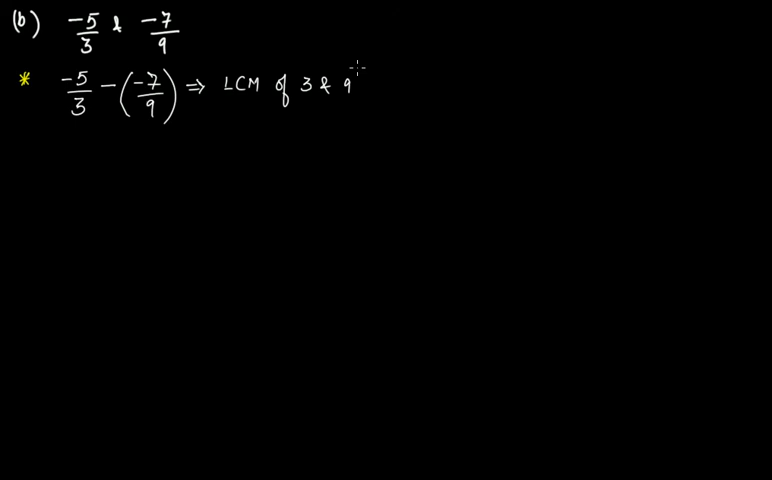 (b) -5/3 & -7/9
* -5/3 - (-7/9) ⇒ LCM of 3 & 9